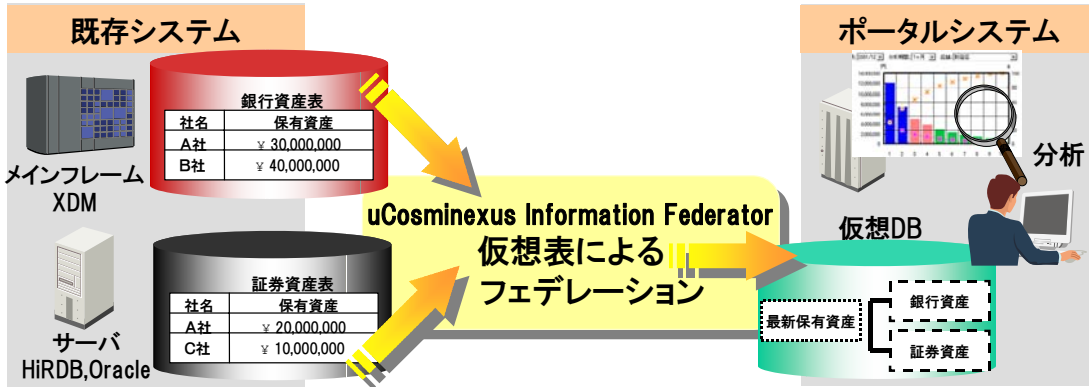 既存システム
銀行資産表
社名 保有資産
A社 ¥ 30,000,000
B社 ¥ 40,000,000
メインフレーム
XDM
証券資産表
社名 保有資産
A社 ¥ 20,000,000
C社 ¥ 10,000,000
サーバ
HiRDB,Oracle
uCosminexus Information Federator
仮想表による
フェデレーション
ポータルシステム
分析
仮想DB
最新保有資産
銀行資産
証券資産